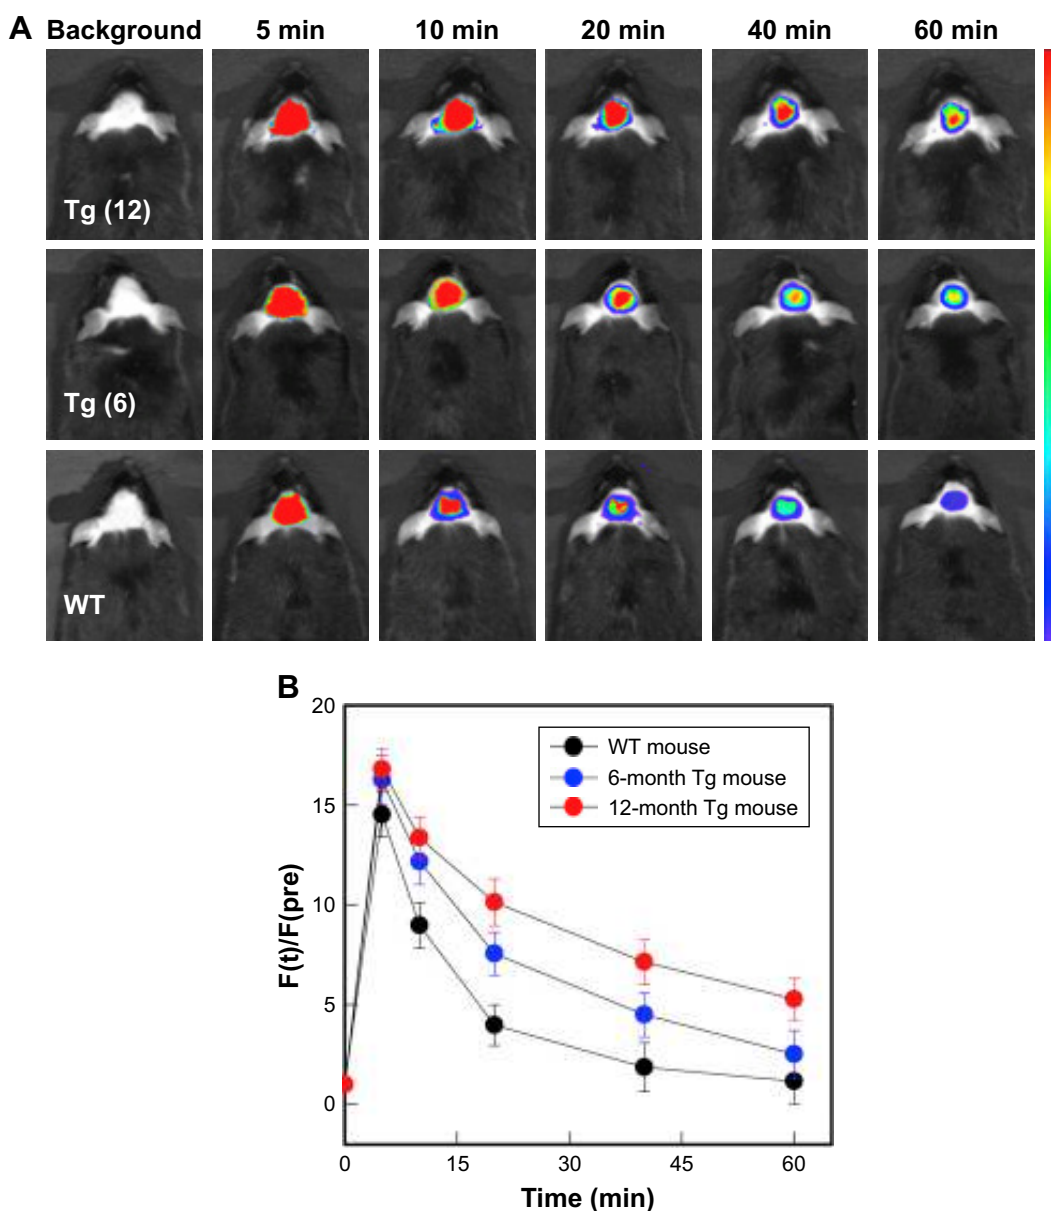 A Background 5 min 10 min 20 min 40 min 60 min
Tg (12)
Tg (6)
WT
B
20
15
10
5
0
F(t)/F(pre)
WT mouse
6-month Tg mouse
12-month Tg mouse
0 15 30 45 60
Time (min)